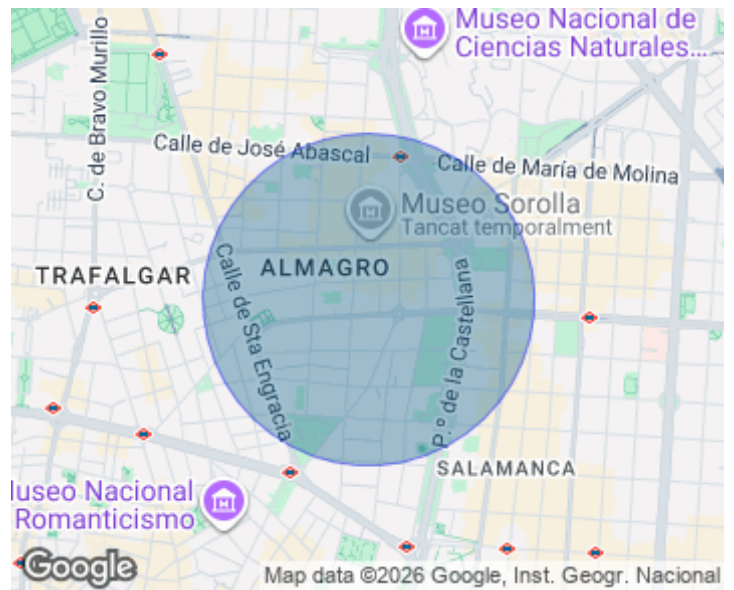 Museo Nacional de
Ciencias Naturales...
C. de Bravo Murillo
Calle de José Abascal
Calle de María de Molina
Museo Sorolla
Tancat temporalment
TRAFALGAR
ALMAGRO
Calle de Sta Engracia
P.º de la Castellana
SALAMANCA
Museo Nacional
Romanticismo
Google
Map data ©2026 Google, Inst. Geogr. Nacional